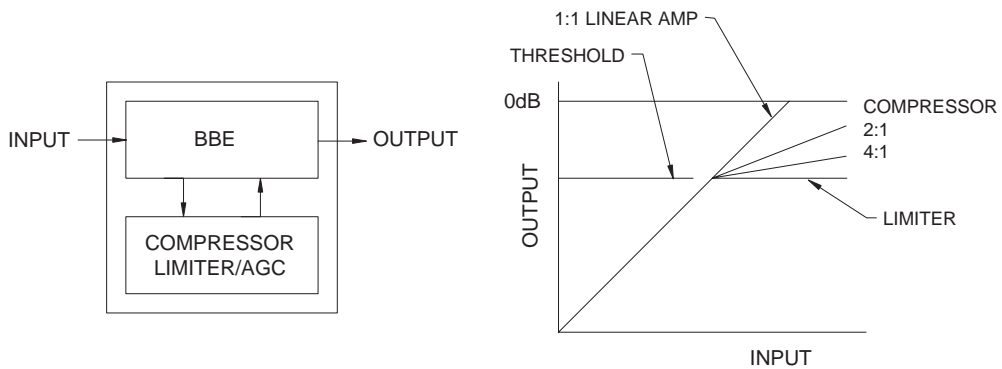 INPUT
BBE
OUTPUT
COMPRESSOR
LIMITER/AGC
1:1 LINEAR AMP
THRESHOLD
0dB
COMPRESSOR
2:1
4:1
LIMITER
OUTPUT
INPUT